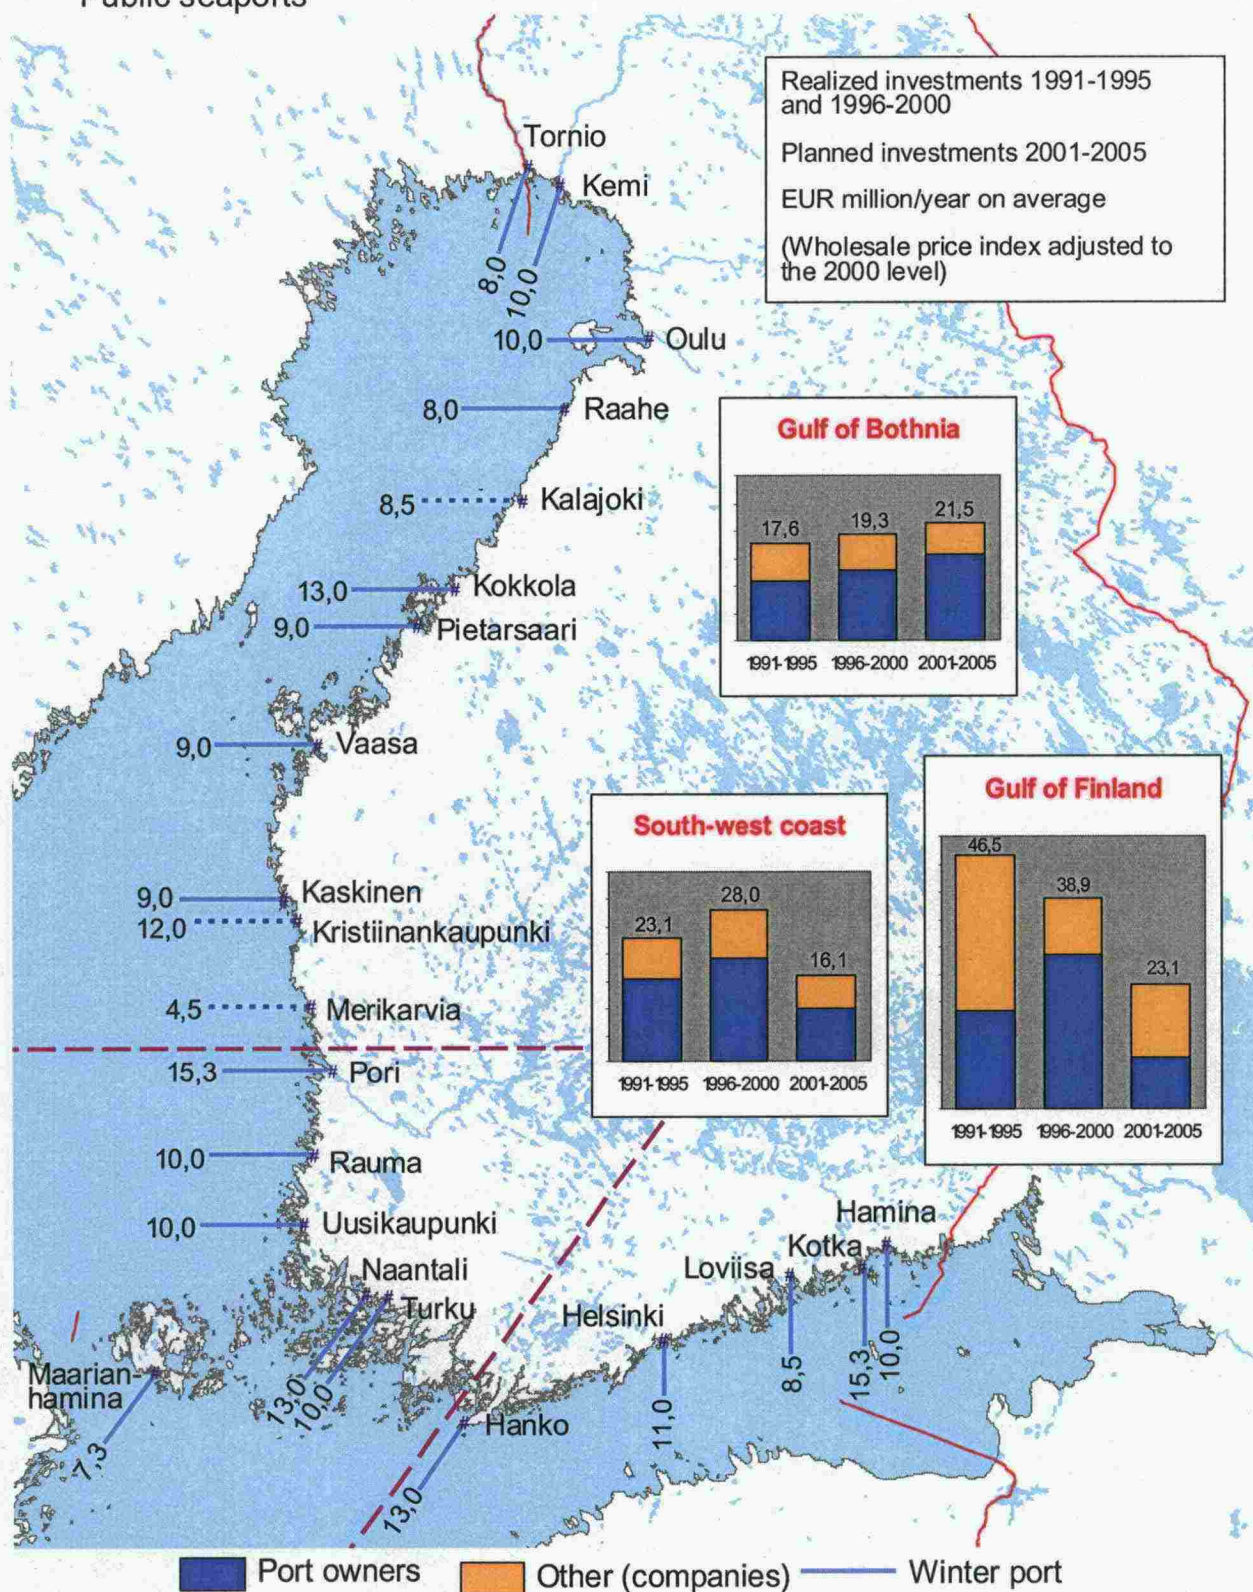 Public seaports
Realized investments 1991-1995
and 1996-2000
Planned investments 2001-2005
EUR million/year on average
(Wholesale price index adjusted to
the 2000 level)
Tornio
Kemi
8,0
10,0
10,0
Oulu
8,0
Raahe
8,5
Kalajoki
13,0
Kokkola
9,0
Pietarsaari
9,0
Vaasa
9,0
Kaskinen
12,0
Kristiinankaupunki
4,5
Merikarvia
15,3
Pori
10,0
Rauma
10,0
Uusikaupunki
Naantali
Turku
13,0
10,0
Maarian-
hamina
7,3
Hanko
13,0
Helsinki
11,0
Loviisa
8,5
Kotka
15,3
Hamina
10,0
Gulf of Bothnia
17,6
19,3
21,5
1991-1995
1996-2000
2001-2005
South-west coast
23,1
28,0
16,1
1991-1995
1996-2000
2001-2005
Gulf of Finland
46,5
38,9
23,1
1991-1995
1996-2000
2001-2005
Port owners
Other (companies)
Winter port